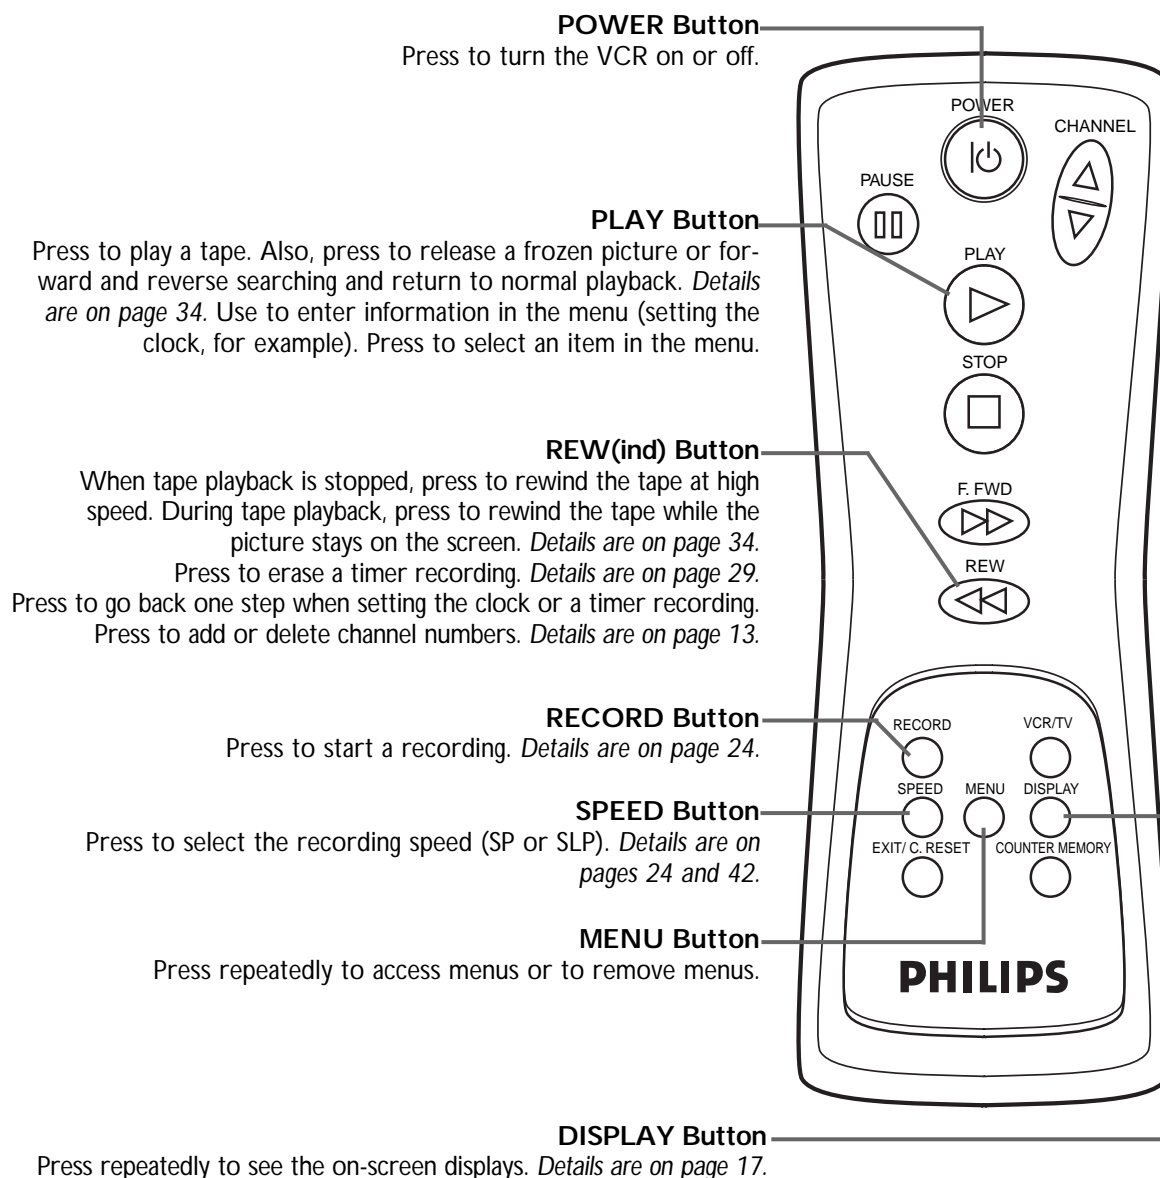 POWER Button
Press to turn the VCR on or off.
PLAY Button
Press to play a tape. Also, press to release a frozen picture or for-
ward and reverse searching and return to normal playback. Details
are on page 34. Use to enter information in the menu (setting the
clock, for example). Press to select an item in the menu.
REW(ind) Button
When tape playback is stopped, press to rewind the tape at high
speed. During tape playback, press to rewind the tape while the
picture stays on the screen. Details are on page 34.
Press to erase a timer recording. Details are on page 29.
Press to go back one step when setting the clock or a timer recording.
Press to add or delete channel numbers. Details are on page 13.
RECORD Button
Press to start a recording. Details are on page 24.
SPEED Button
Press to select the recording speed (SP or SLP). Details are on
pages 24 and 42.
MENU Button
Press repeatedly to access menus or to remove menus.
DISPLAY Button
Press repeatedly to see the on-screen displays. Details are on page 17.
POWER
CHANNEL
PAUSE
PLAY
STOP
F. FWD
REW
RECORD
VCR/TV
SPEED
MENU
DISPLAY
EXIT/ C. RESET
COUNTER MEMORY
PHILIPS